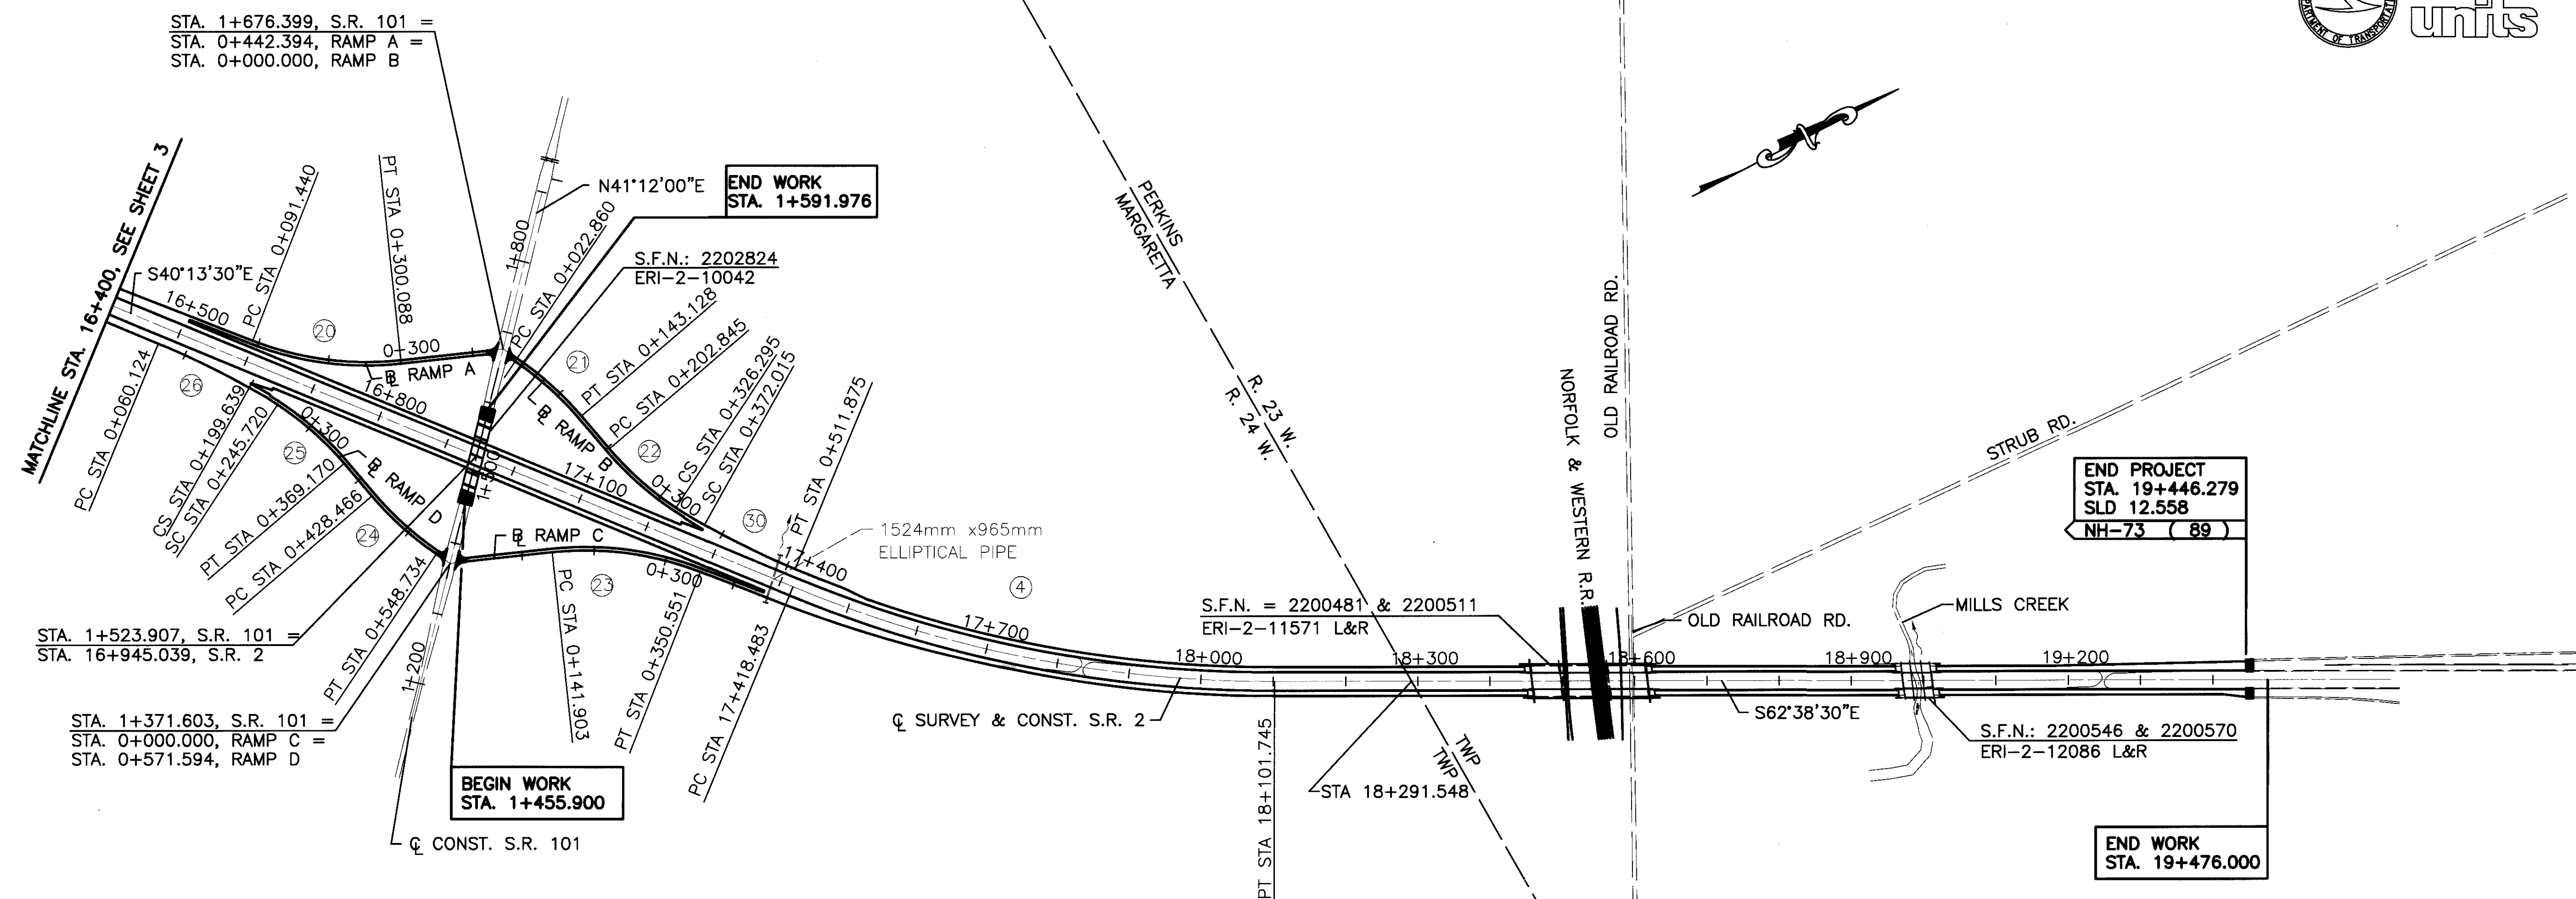 STA. 1+676.399, S.R. 101 =
STA. 0+442.394, RAMP A =
STA. 0+000.000, RAMP B
DEPARTMENT OF TRANSPORTATION
units
MATCHLINE STA. 16+400, SEE SHEET 3
S40°13'30"E
16+500
PC STA 0+091.440
PT STA 0+300.088
20
0+300
℄ RAMP A
16+800
1+800
N41°12'00"E
END WORK
STA. 1+591.976
PC STA 0+022.860
S.F.N.: 2202824
ERI-2-10042
21
PT STA 0+143.128
PC STA 0+202.845
℄ RAMP B
22
CS STA 0+326.295
SC STA 0+372.015
0+300
17+100
1+500
30
PT STA 0+511.875
17+400
1524mm x965mm
ELLIPTICAL PIPE
PC STA 0+060.124
26
CS STA 0+199.639
SC STA 0+245.720
25
0+300
PT STA 0+369.170
℄ RAMP D
PC STA 0+428.466
24
PT STA 0+548.734
℄ RAMP C
PC STA 0+141.903
23
0+300
PT STA 0+350.551
PC STA 17+418.483
STA. 1+523.907, S.R. 101 =
STA. 16+945.039, S.R. 2
1+200
STA. 1+371.603, S.R. 101 =
STA. 0+000.000, RAMP C =
STA. 0+571.594, RAMP D
BEGIN WORK
STA. 1+455.900
℄ CONST. S.R. 101
4
17+700
18+000
℄ SURVEY & CONST. S.R. 2
PT STA 18+101.745
PERKINS
MARGARETTA
R. 23 W.
R. 24 W.
TWP
TWP
S.F.N. = 2200481 & 2200511
ERI-2-11571 L&R
18+300
STA 18+291.548
NORFOLK & WESTERN R.R.
OLD RAILROAD RD.
18+600
OLD RAILROAD RD.
STRUB RD.
S62°38'30"E
18+900
MILLS CREEK
S.F.N.: 2200546 & 2200570
ERI-2-12086 L&R
19+200
END PROJECT
STA. 19+446.279
SLD 12.558
NH-73 ( 89 )
END WORK
STA. 19+476.000